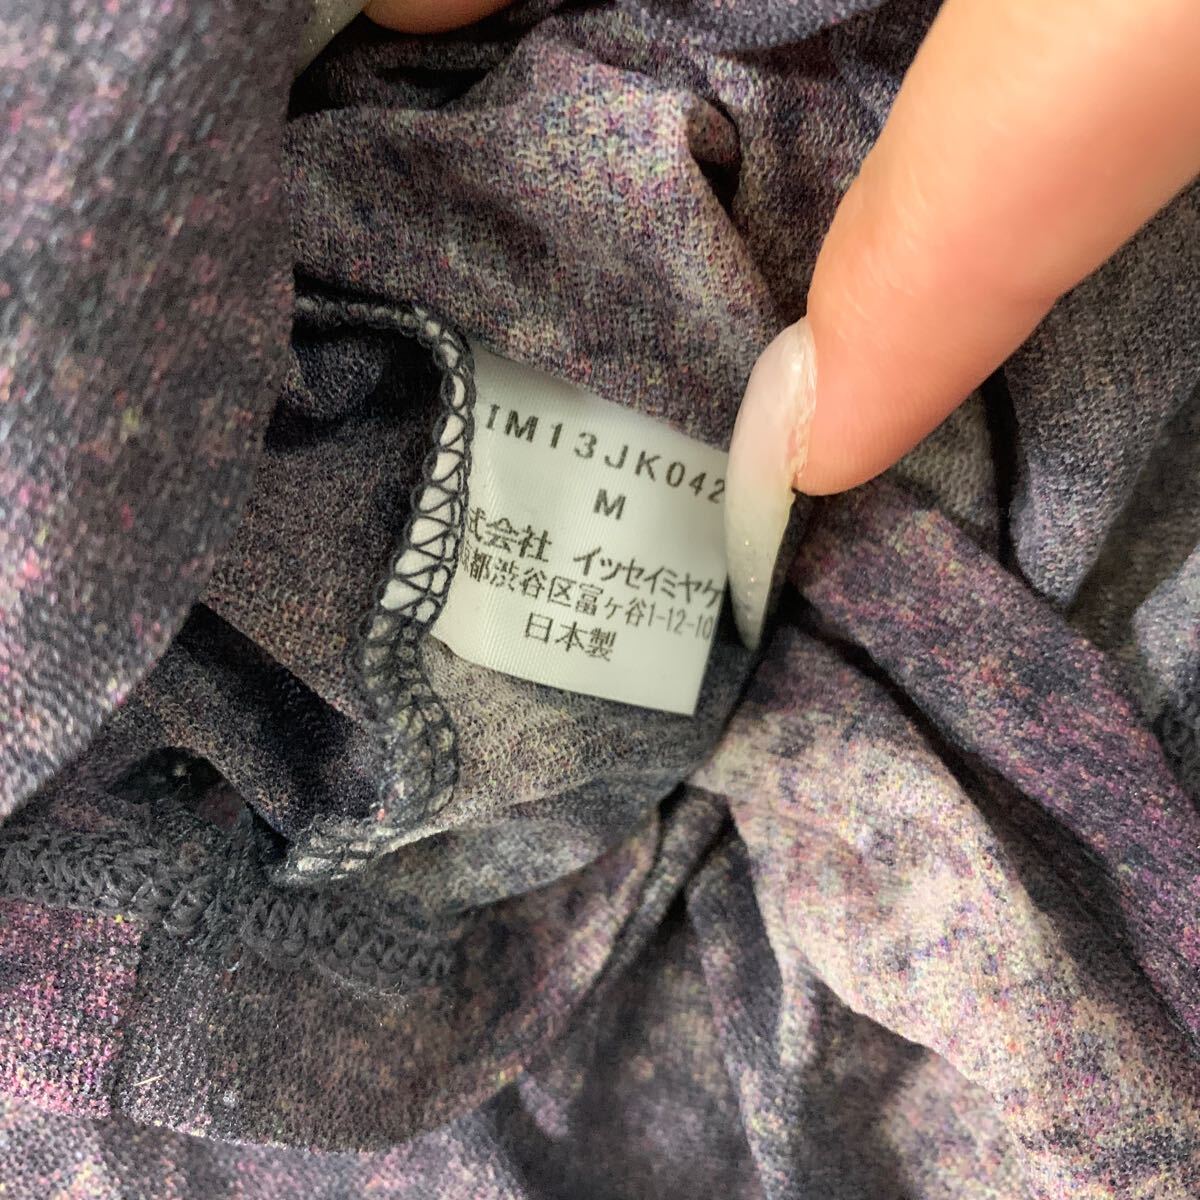 IM13JK042
M
式会社 イッセイミヤケ
都渋谷区富ヶ谷1-12-10
日本製